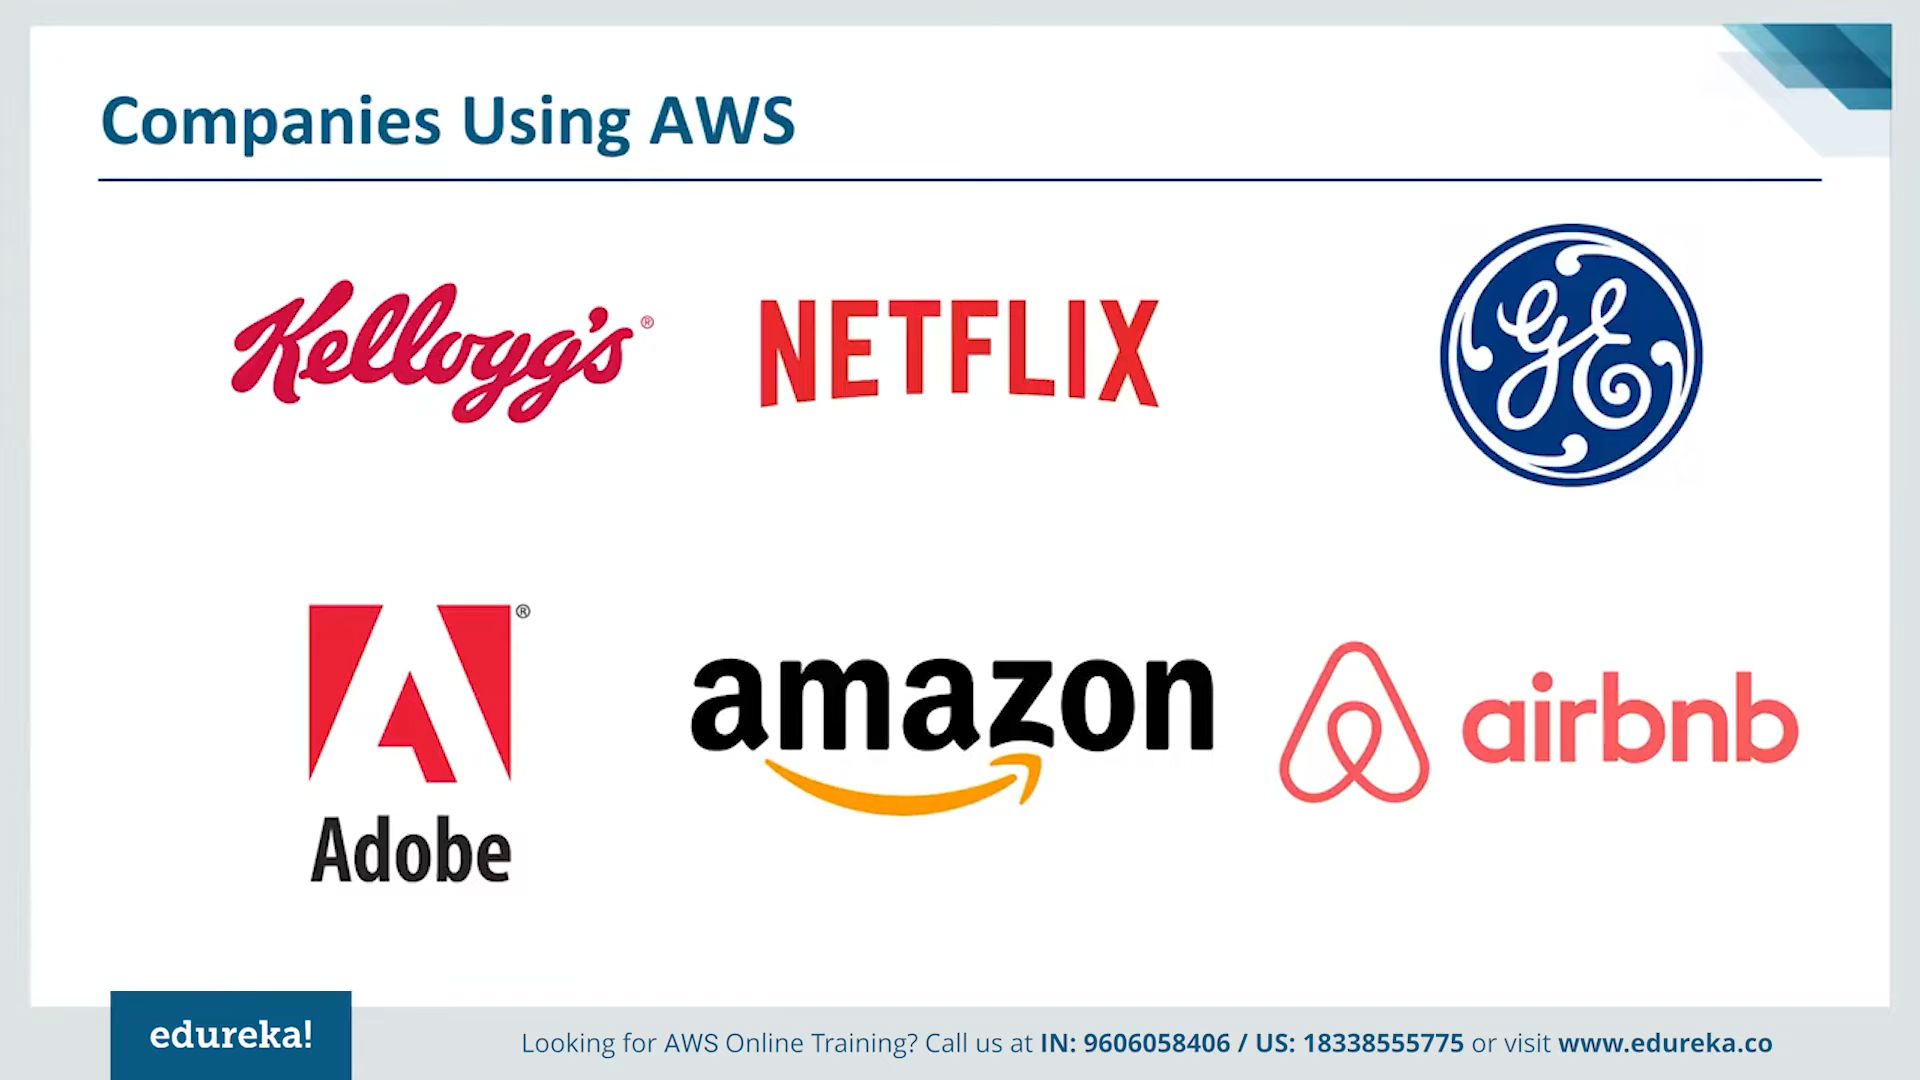 Companies Using AWS
Kellogg's®
NETFLIX
GE
®
Adobe
amazon
airbnb
edureka!
Looking for AWS Online Training? Call us at IN: 9606058406 / US: 18338555775 or visit www.edureka.co